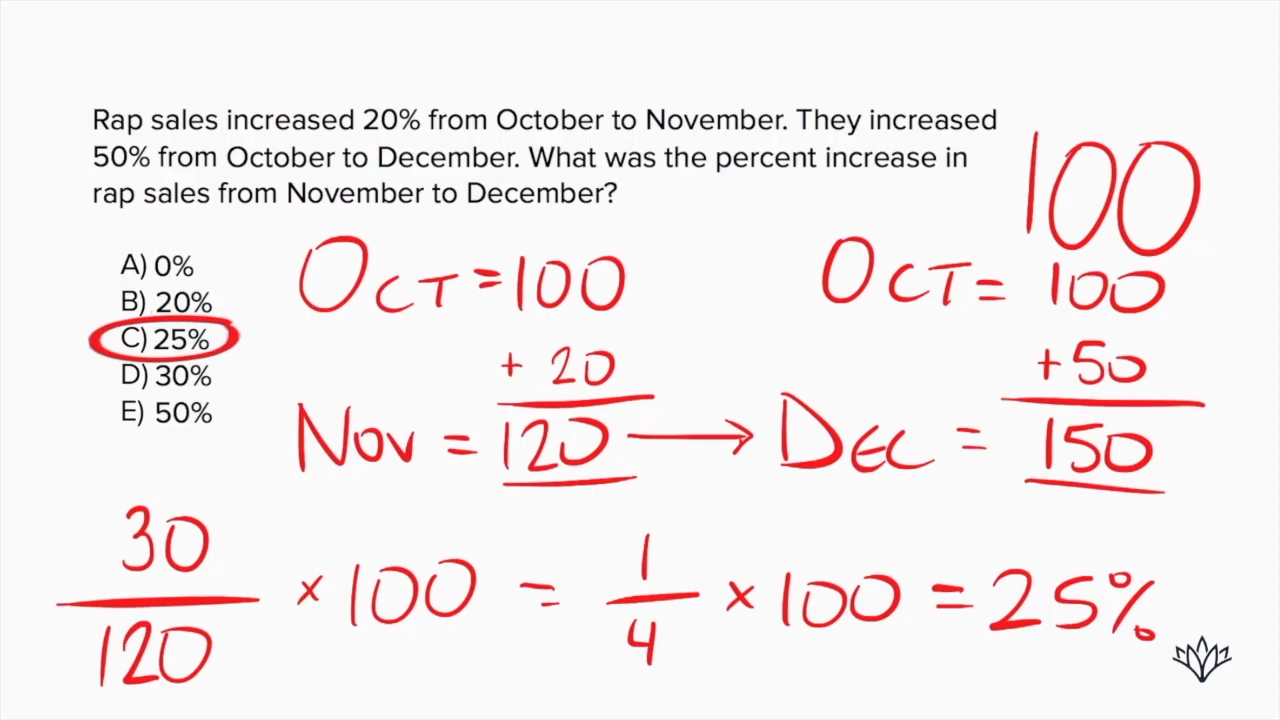 Rap sales increased 20% from October to November. They increased
50% from October to December. What was the percent increase in
rap sales from November to December?
100
A) 0%
B) 20%
C) 25%
D) 30%
E) 50%
OCT = 100
+ 20
NOV = 120
OCT = 100
+50
DEC = 150
30
120
× 100 =
1
4
× 100 = 25%